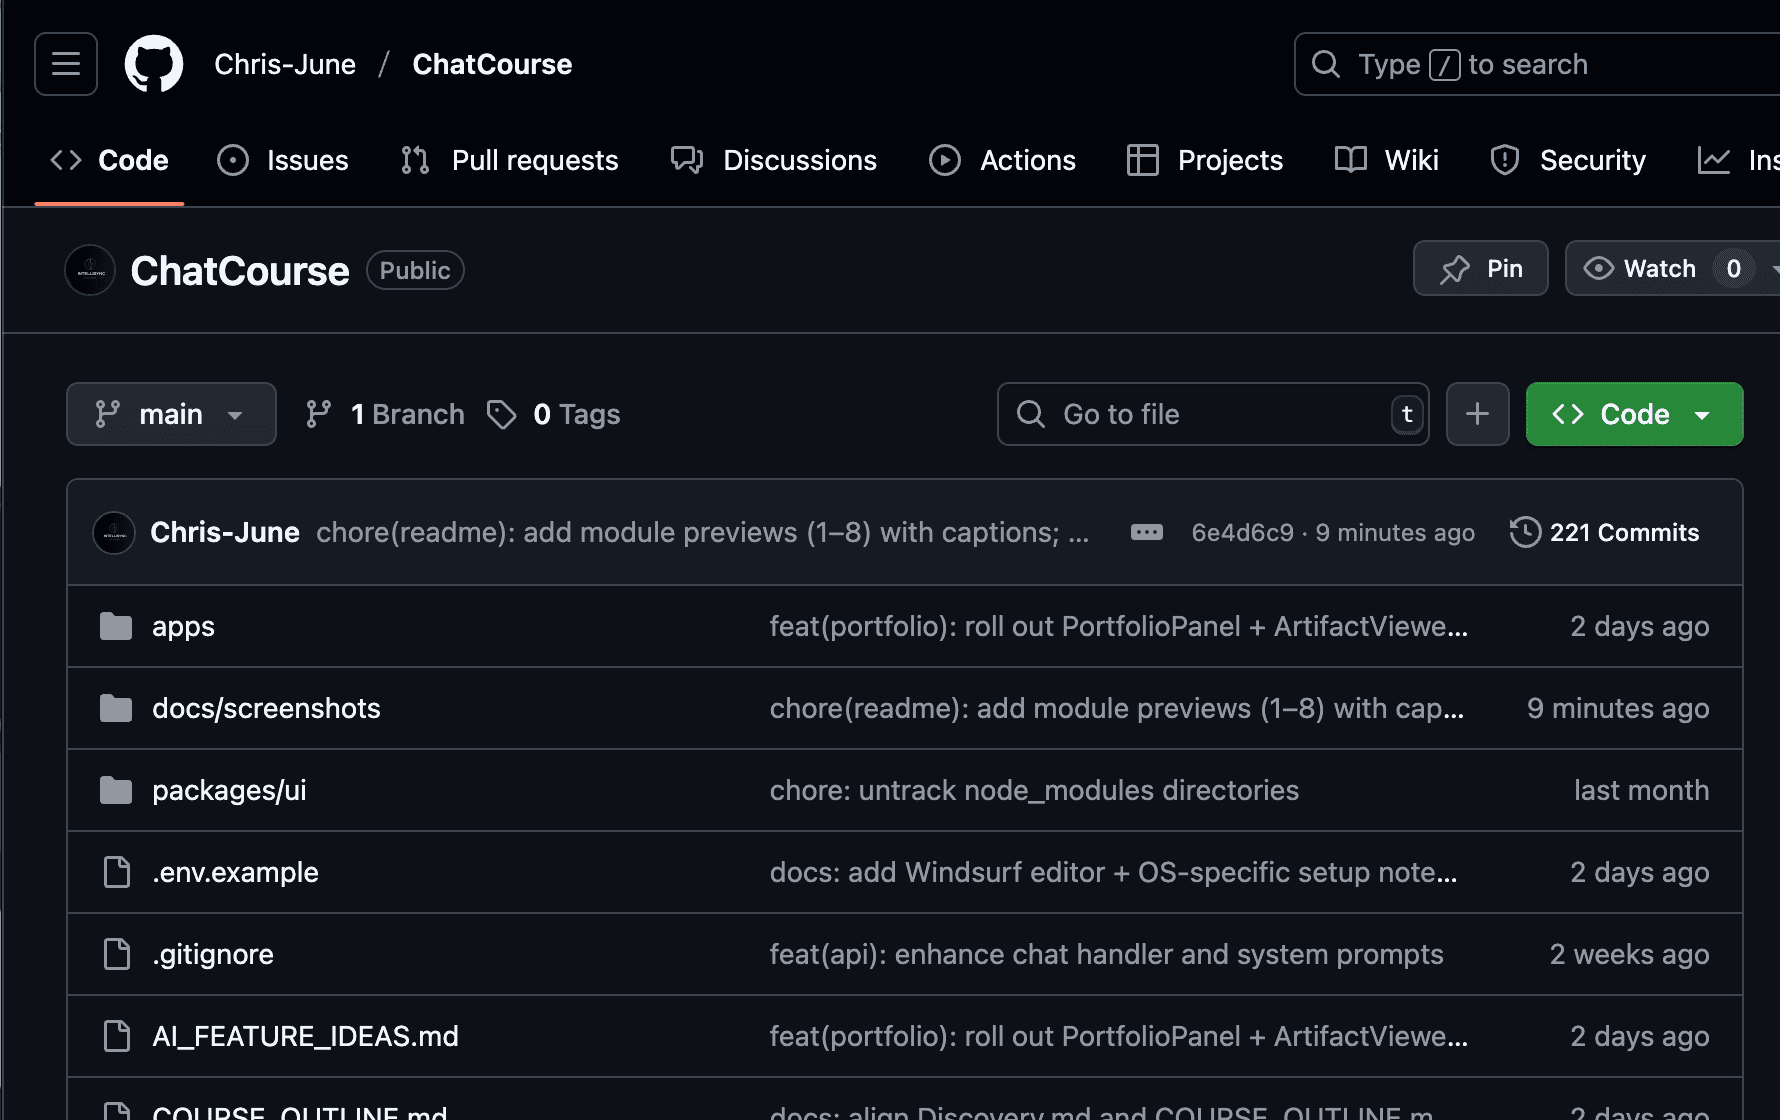 Chris-June / ChatCourse
Type / to search
Code Issues Pull requests Discussions Actions Projects Wiki Security Ins
ChatCourse Public
Pin Watch 0
main 1 Branch 0 Tags
Go to file t
Code
Chris-June chore(readme): add module previews (1–8) with captions; ... 6e4d6c9 · 9 minutes ago 221 Commits
apps feat(portfolio): roll out PortfolioPanel + ArtifactViewe... 2 days ago
docs/screenshots chore(readme): add module previews (1–8) with cap... 9 minutes ago
packages/ui chore: untrack node_modules directories last month
.env.example docs: add Windsurf editor + OS-specific setup note... 2 days ago
.gitignore feat(api): enhance chat handler and system prompts 2 weeks ago
AI_FEATURE_IDEAS.md feat(portfolio): roll out PortfolioPanel + ArtifactViewe... 2 days ago
COURSE_OUTLINE.md docs: align Discovery.md and COURSE_OUTLINE.m... 2 days ago